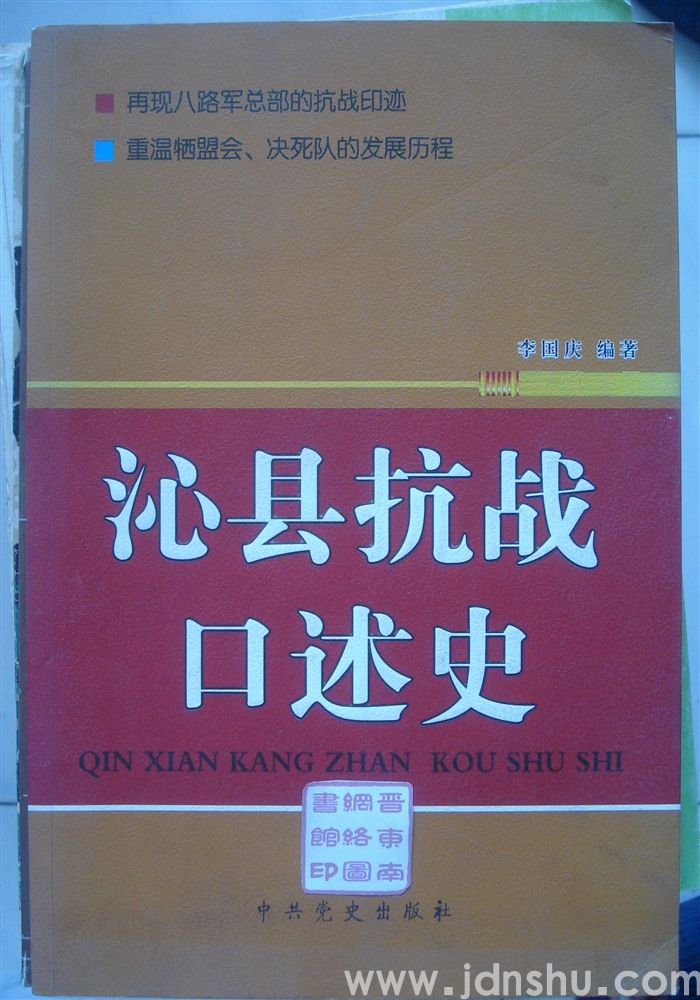 再现八路军总部的抗战印迹
重温牺盟会、决死队的发展历程
李国庆 编著
沁县抗战
口述史
QIN XIAN KANG ZHAN KOU SHU SHI
晋東南
網絡圖
書館印
中共党史出版社
www.jdnshu.com